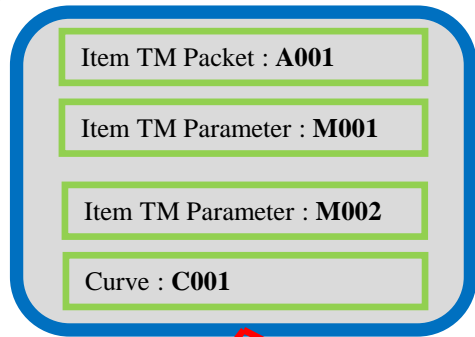 Item TM Packet : A001
Item TM Parameter : M001
Item TM Parameter : M002
Curve : C001